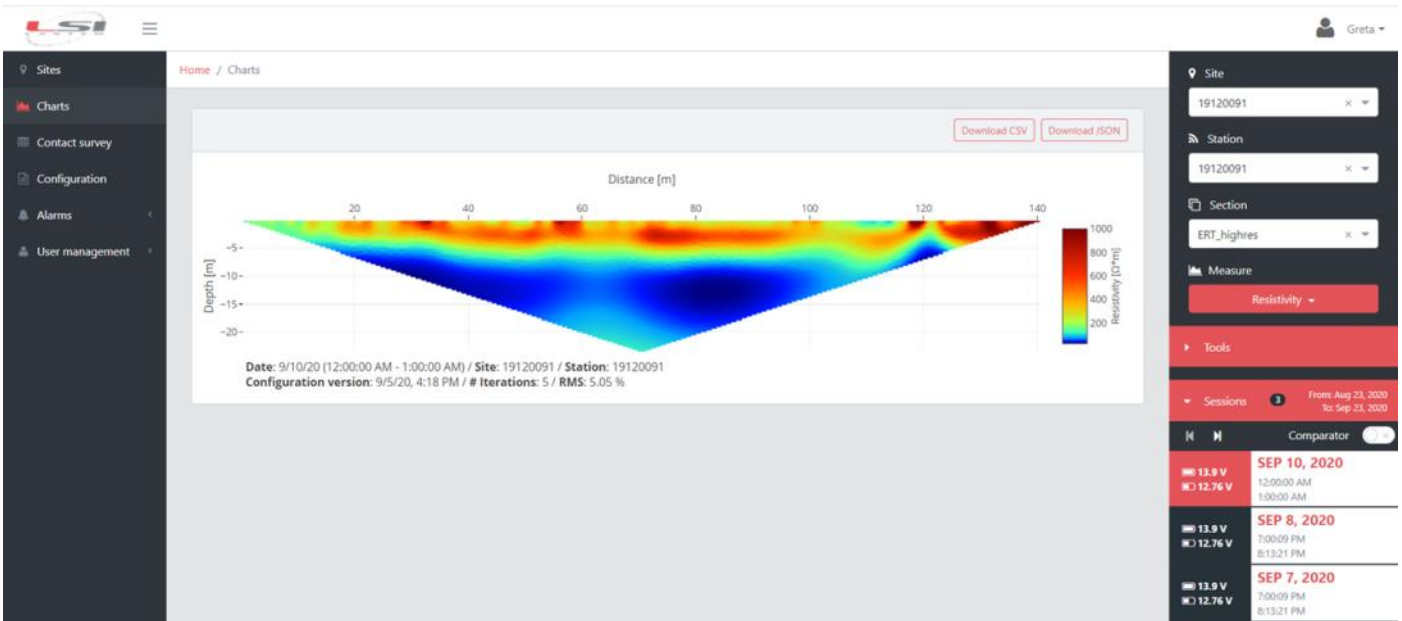 LSI
LASTEM
Greta
Sites
Charts
Contact survey
Configuration
Alarms
User management
Home / Charts
Download CSV
Download JSON
Distance [m]
20 40 60 80 100 120 140
Depth [m]
−5
−10
−15
−20
1000
800
600
400
200
Resistivity [Ω*m]
Date: 9/10/20 (12:00:00 AM - 1:00:00 AM) / Site: 19120091 / Station: 19120091
Configuration version: 9/5/20, 4:18 PM / # Iterations: 5 / RMS: 5.05 %
Site
19120091
Station
19120091
Section
ERT_highres
Measure
Resistivity
Tools
Sessions 3
From: Aug 23, 2020
To: Sep 23, 2020
Comparator
13.9 V
12.76 V
SEP 10, 2020
12:00:00 AM
1:00:00 AM
13.9 V
12.76 V
SEP 8, 2020
7:00:09 PM
8:13:21 PM
13.9 V
12.76 V
SEP 7, 2020
7:00:09 PM
8:13:21 PM